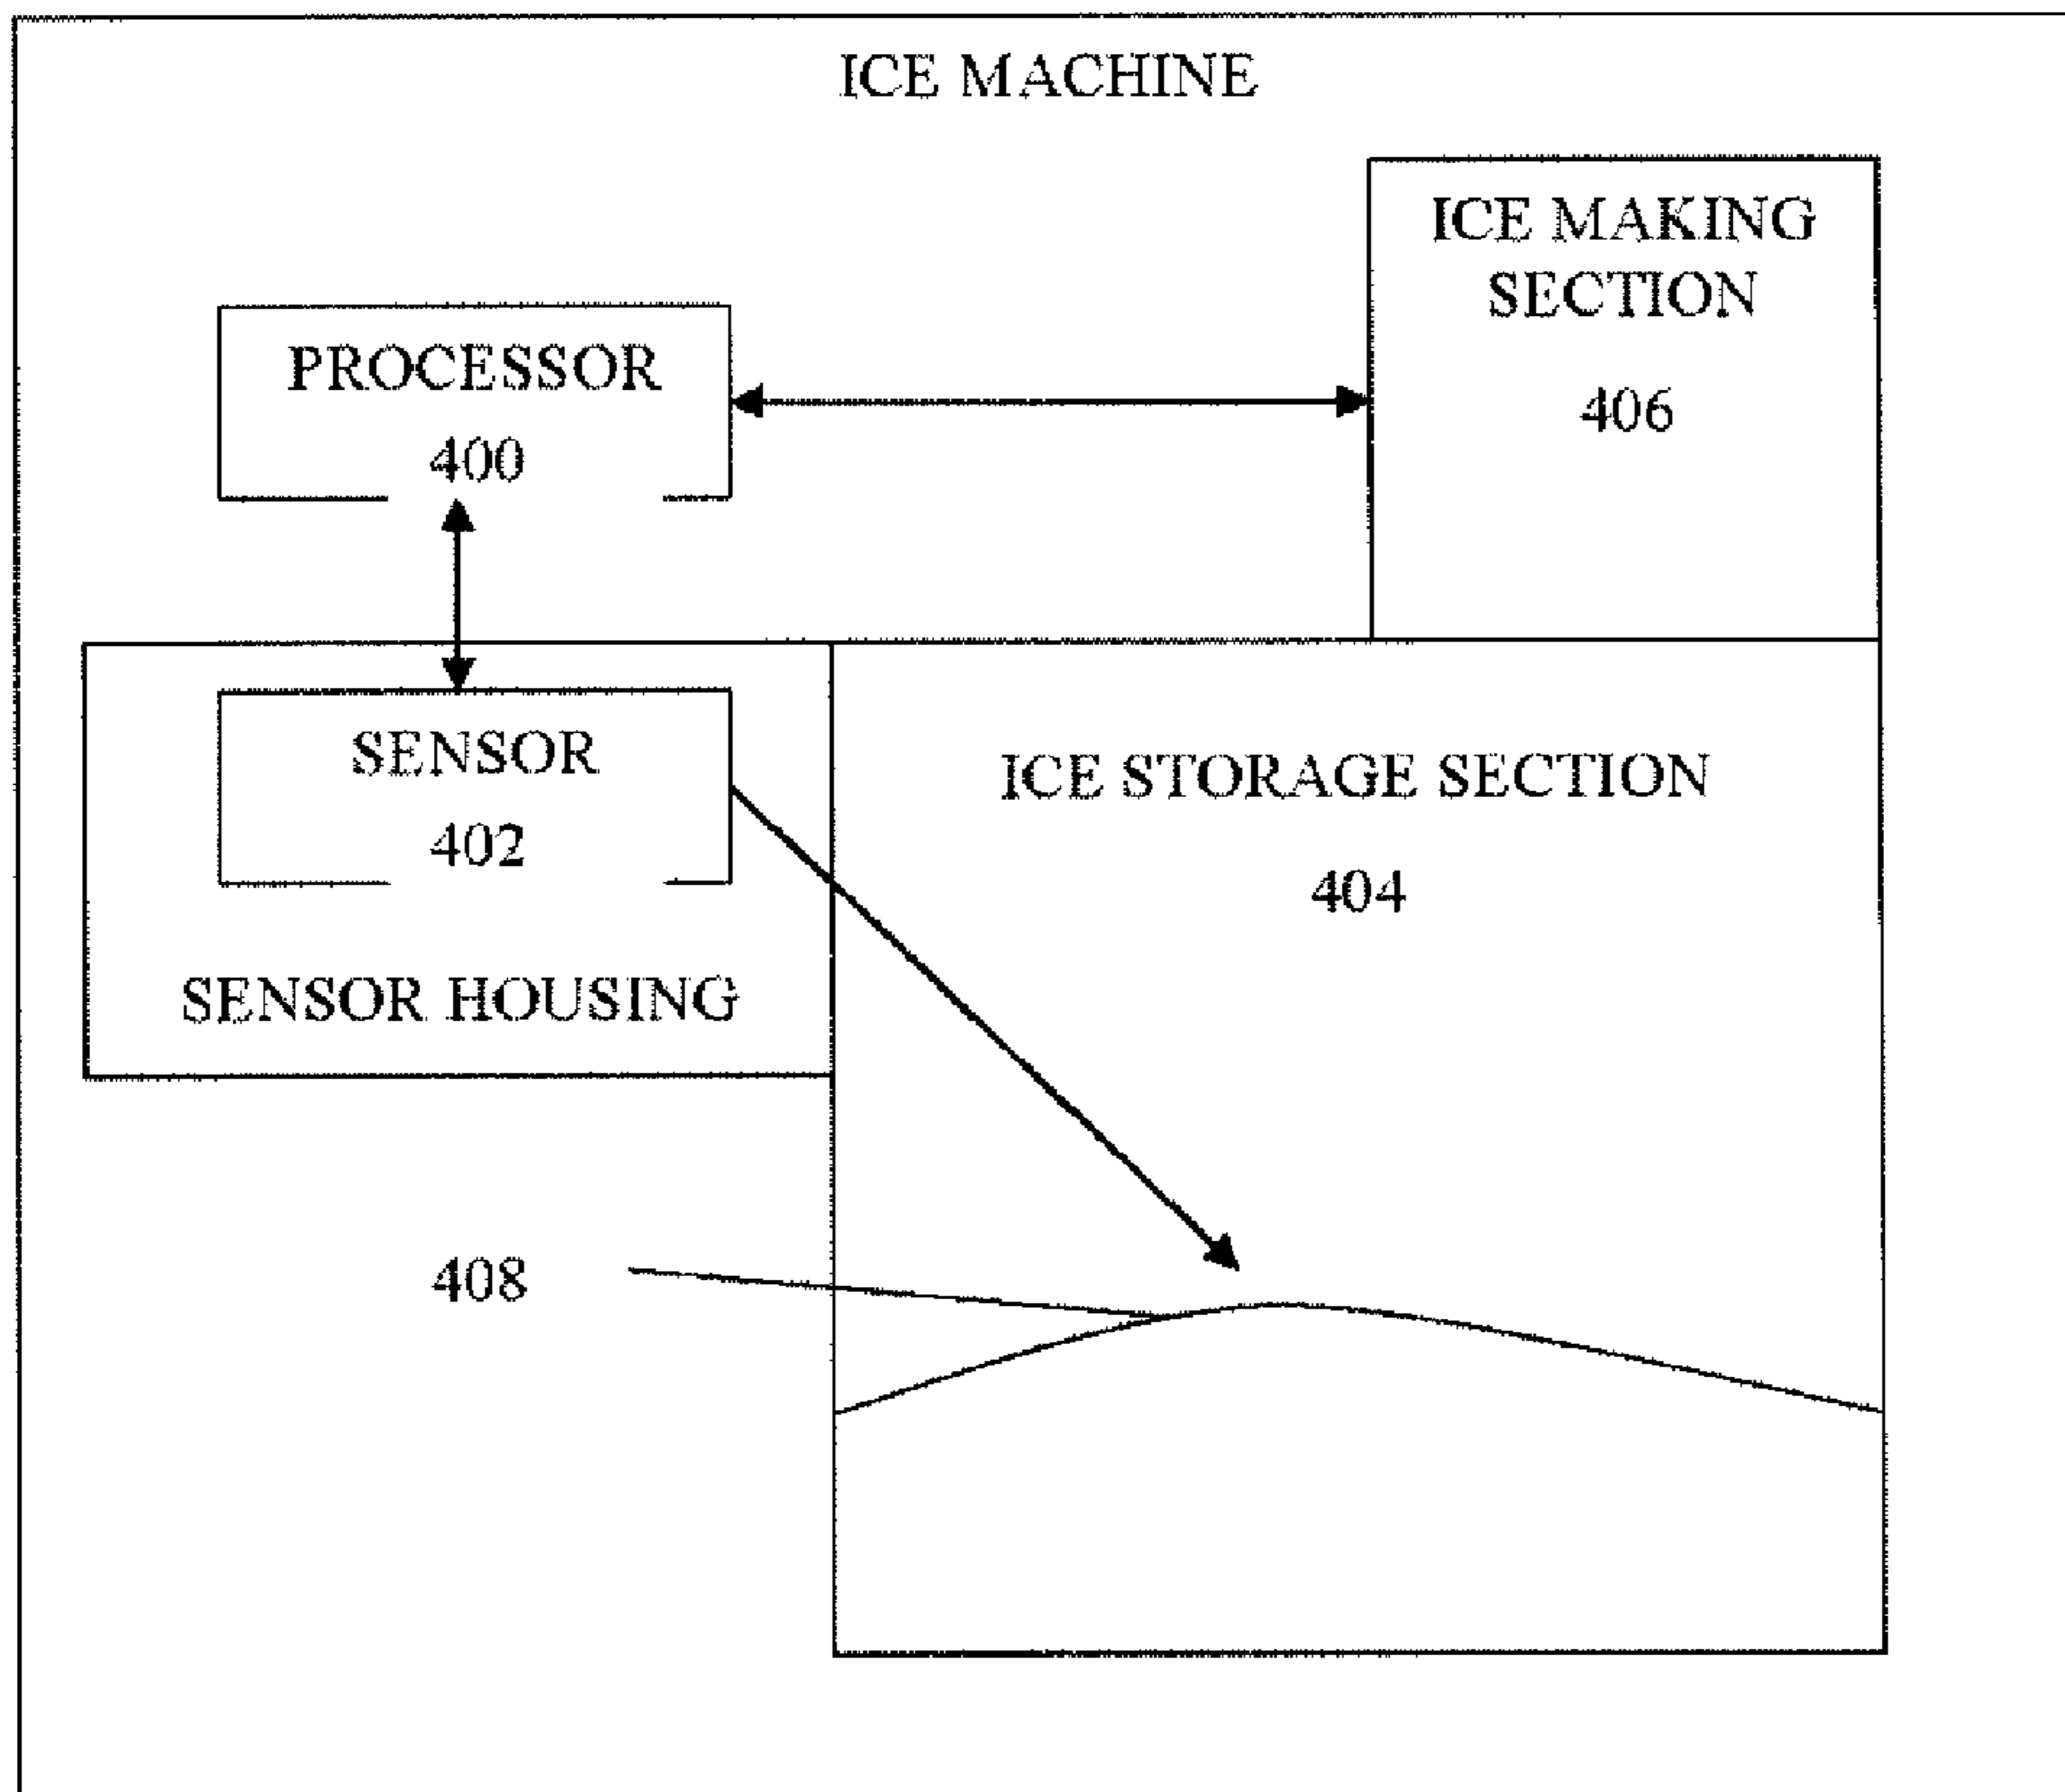 ICE MACHINE
ICE MAKING
SECTION
406
PROCESSOR
400
SENSOR
402
SENSOR HOUSING
ICE STORAGE SECTION
404
408